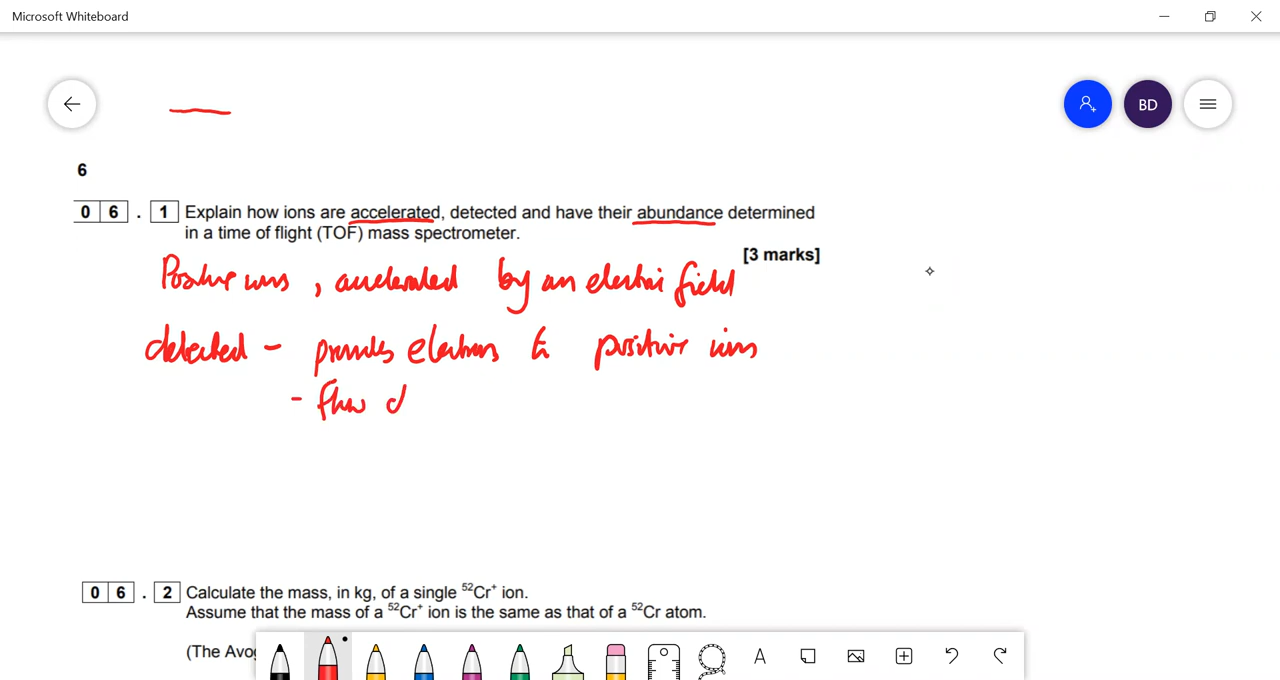 Microsoft Whiteboard
BD
6
0 6 . 1 Explain how ions are accelerated, detected and have their abundance determined
in a time of flight (TOF) mass spectrometer.
[3 marks]
Positive ions, accelerated by an electric field
detected - provides electrons to positive ions
- flow o
0 6 . 2 Calculate the mass, in kg, of a single ⁵²Cr⁺ ion.
Assume that the mass of a ⁵²Cr⁺ ion is the same as that of a ⁵²Cr atom.
(The Avog
A